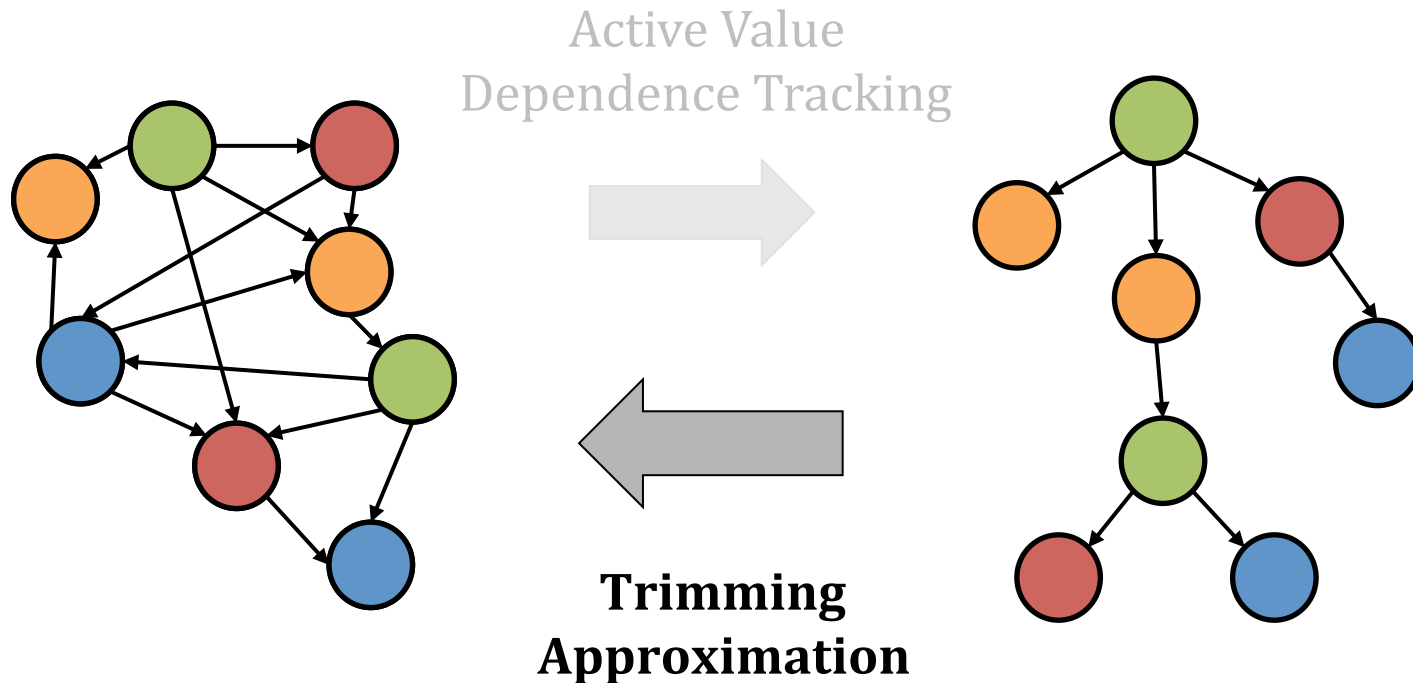 Active Value
Dependence Tracking
Trimming
Approximation